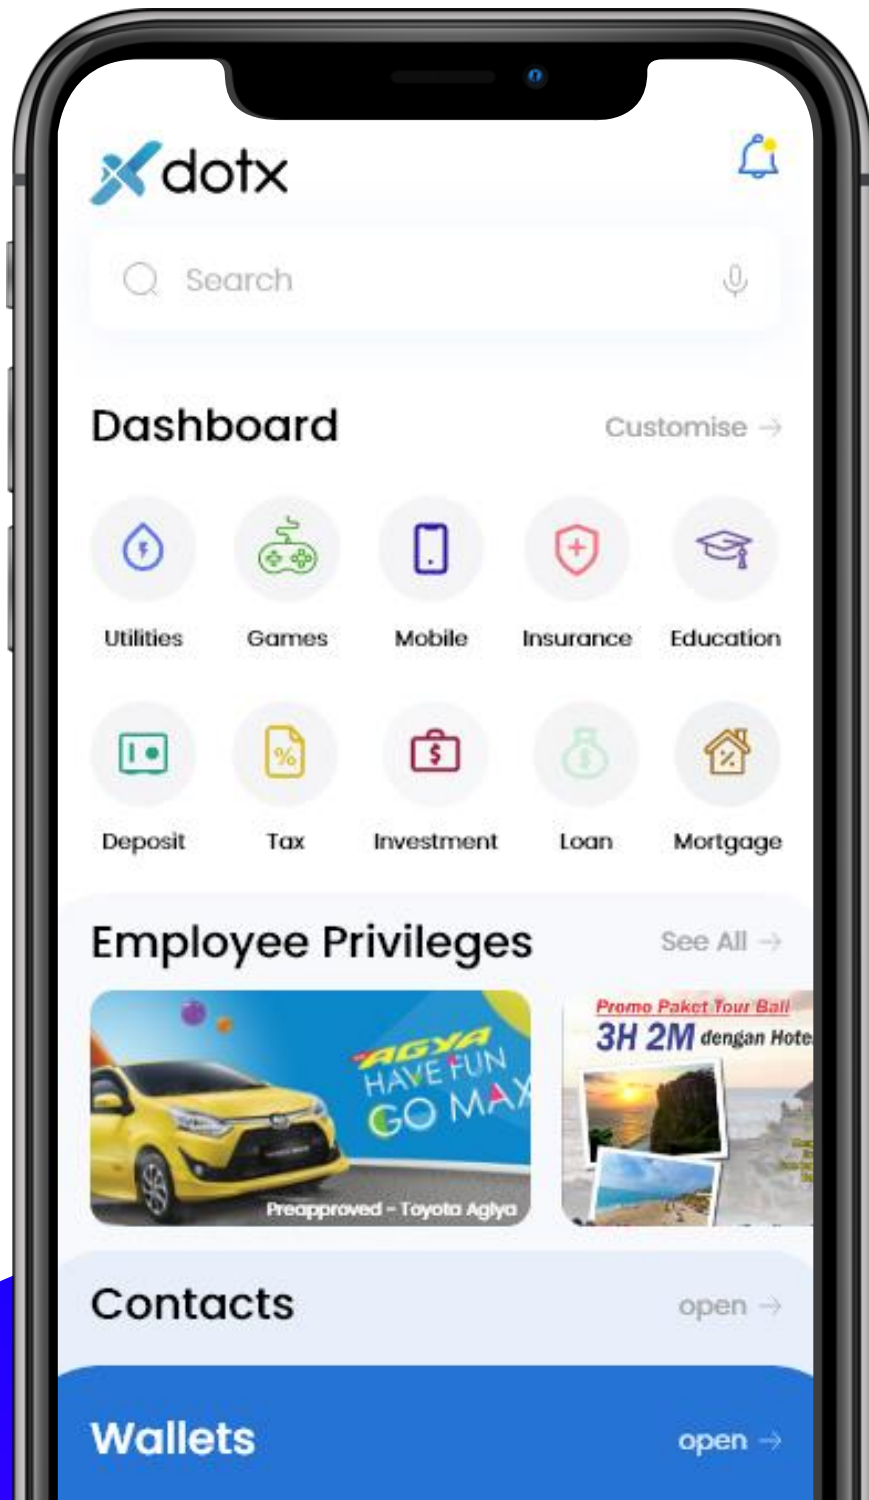 dotx
Search
Dashboard
Customise →
Utilities
Games
Mobile
Insurance
Education
Deposit
Tax
Investment
Loan
Mortgage
Employee Privileges
See All →
AGYA
HAVE FUN
GO MAX
Preapproved - Toyota Aglya
Promo Paket Tour Bali
3H 2M dengan Hote
Contacts
open →
Wallets
open →